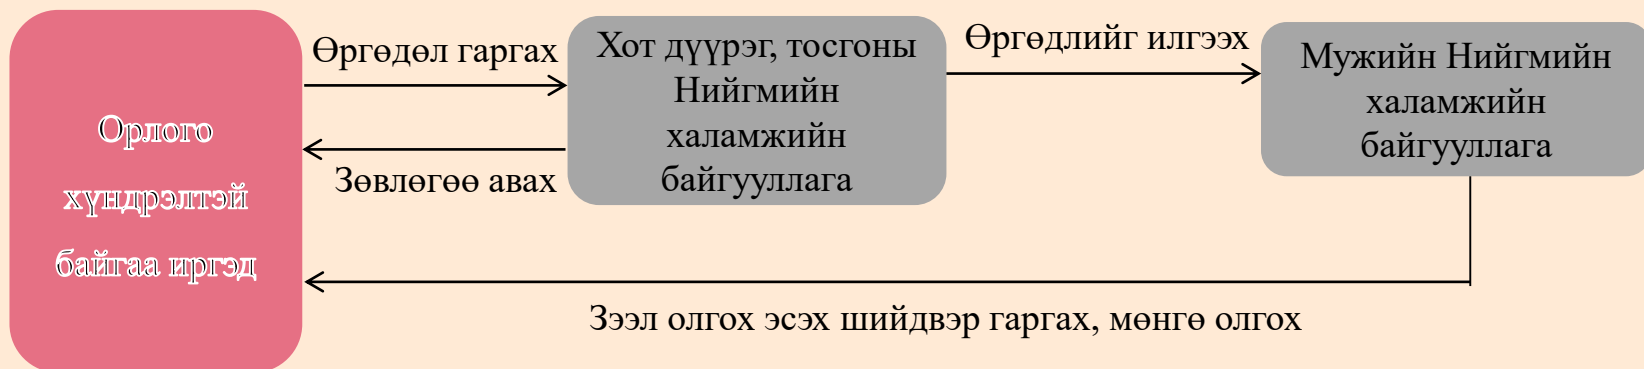 Орлого
хүндрэлтэй
байгаа иргэд
Өргөдөл гаргах
Зөвлөгөө авах
Хот дүүрэг, тосгоны
Нийгмийн
халамжийн
байгууллага
Өргөдлийг илгээх
Мужийн Нийгмийн
халамжийн
байгууллага
Зээл олгох эсэх шийдвэр гаргах, мөнгө олгох